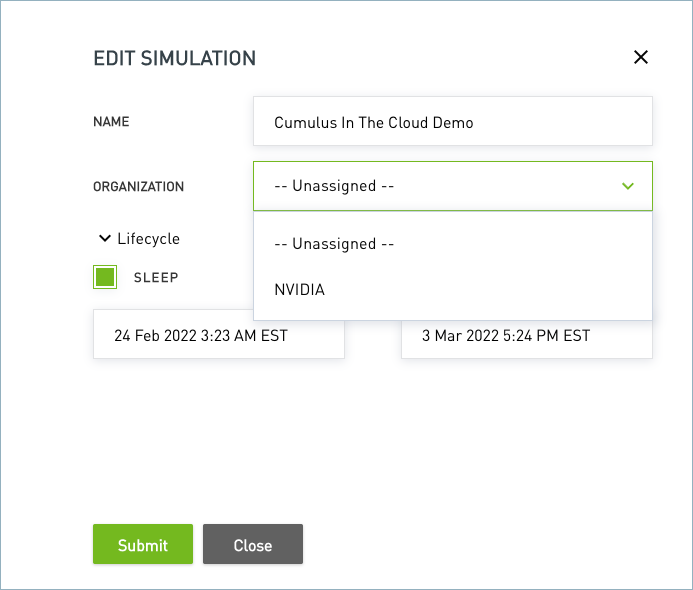 EDIT SIMULATION
NAME
Cumulus In The Cloud Demo
ORGANIZATION
-- Unassigned --
-- Unassigned --
NVIDIA
Lifecycle
SLEEP
24 Feb 2022 3:23 AM EST
3 Mar 2022 5:24 PM EST
Submit
Close